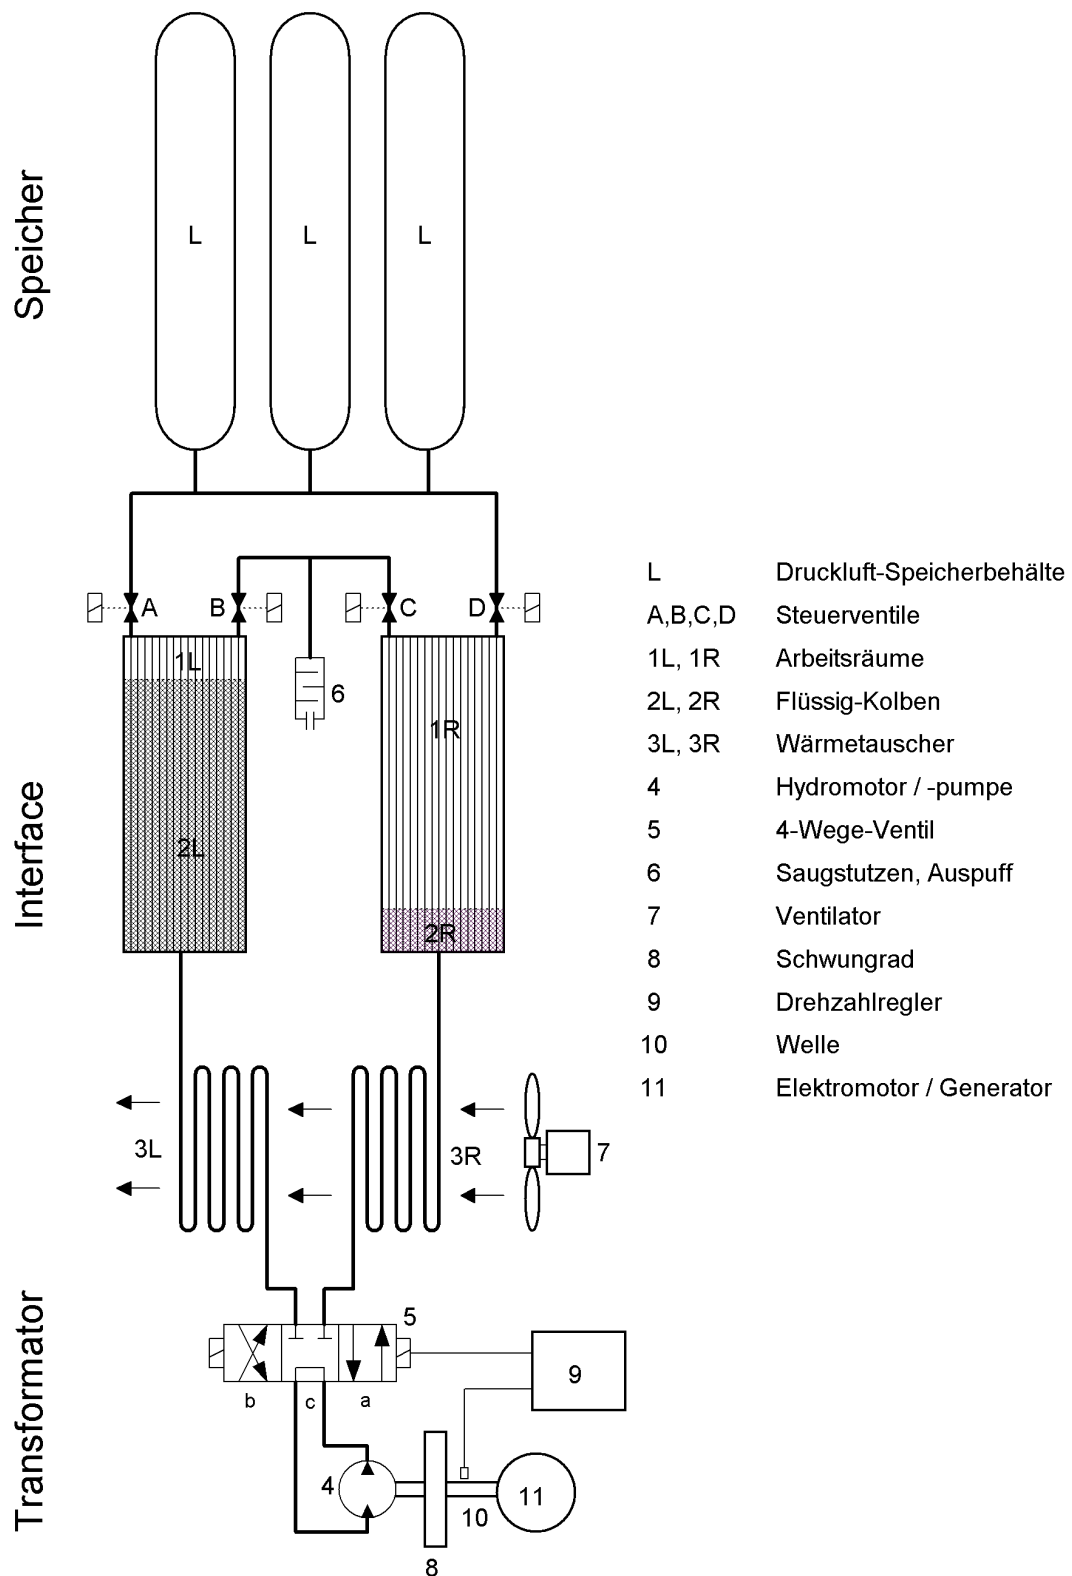 Speicher
L L L
A B C D
1L
6
1R
2L
2R
Interface
L Druckluft-Speicherbehälte
A,B,C,D Steuerventile
1L, 1R Arbeitsräume
2L, 2R Flüssig-Kolben
3L, 3R Wärmetauscher
4 Hydromotor / -pumpe
5 4-Wege-Ventil
6 Saugstutzen, Auspuff
7 Ventilator
8 Schwungrad
9 Drehzahlregler
10 Welle
11 Elektromotor / Generator
3L 3R 7
5
9
b c a
Transformator
4
10
11
8